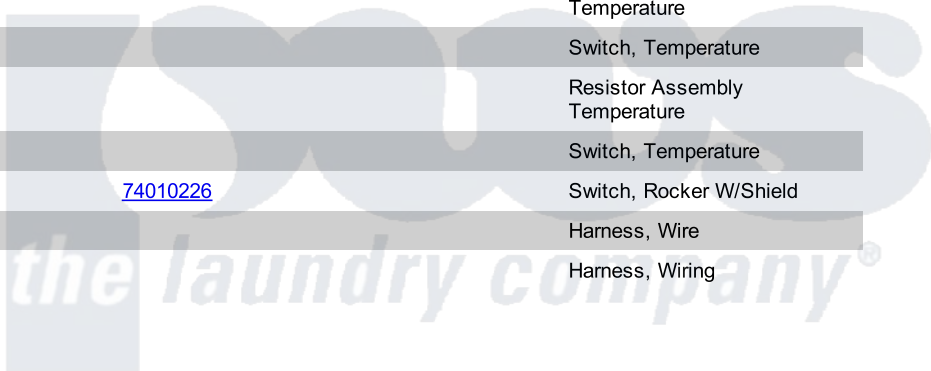 Temperature
Switch, Temperature
Resistor Assembly
Temperature
Switch, Temperature
74010226 Switch, Rocker W/Shield
Harness, Wire
Harness, Wiring
the laundry company®